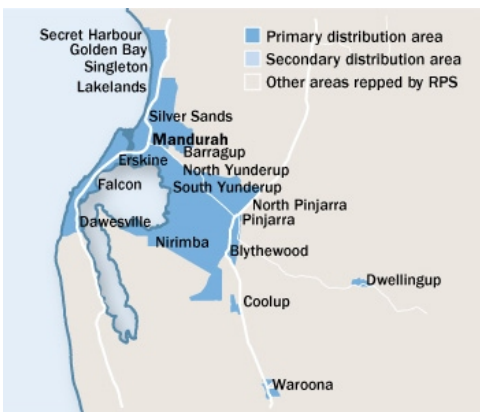 Secret Harbour
Golden Bay
Singleton
Lakelands
Primary distribution area
Secondary distribution area
Other areas repped by RPS
Silver Sands
Mandurah
Barragup
Erskine
North Yunderup
Falcon
South Yunderup
North Pinjarra
Dawesville
Pinjarra
Nirimba
Blythewood
Dwellingup
Coolup
Waroona